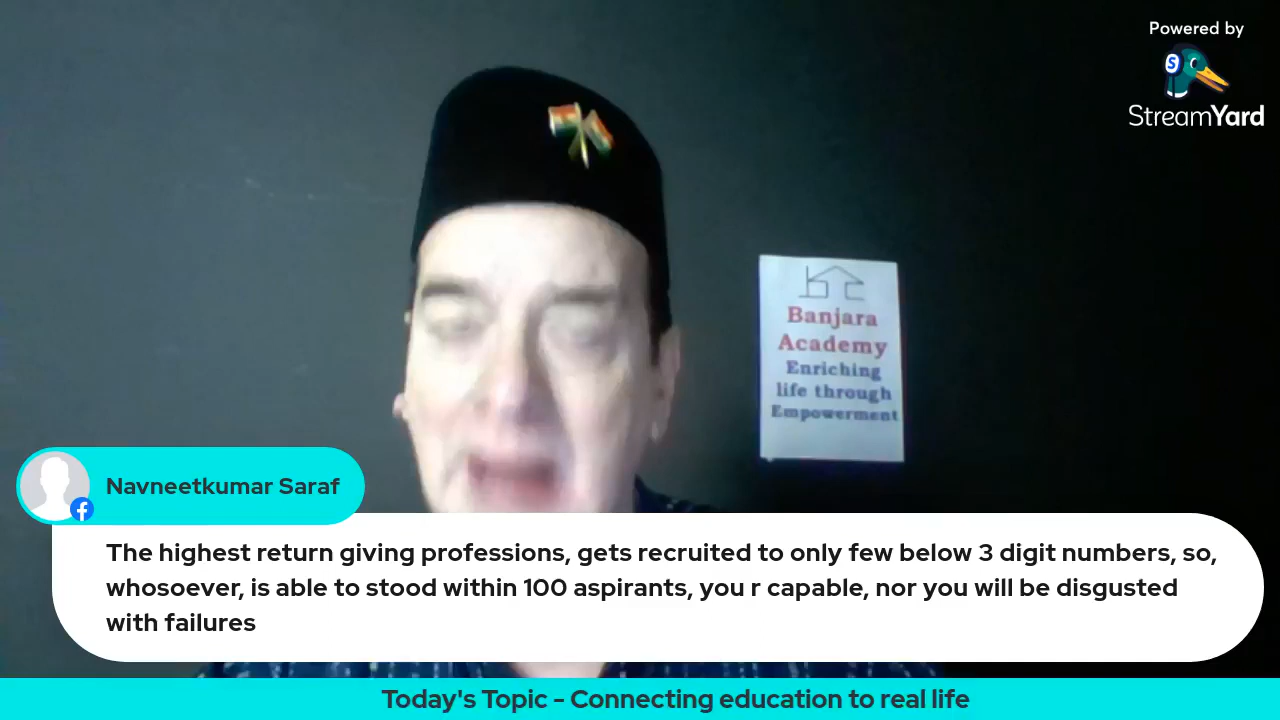 Powered by
StreamYard
Banjara
Academy
Enriching
life through
Empowerment
Navneetkumar Saraf
The highest return giving professions, gets recruited to only few below 3 digit numbers, so,
whosoever, is able to stood within 100 aspirants, you r capable, nor you will be disgusted
with failures
Today's Topic - Connecting education to real life